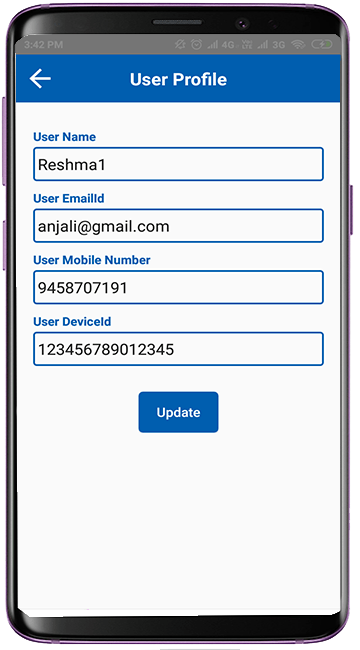 3:42 PM 4G 3G
User Profile
User Name
Reshma1
User EmailId
anjali@gmail.com
User Mobile Number
9458707191
User DeviceId
123456789012345
Update